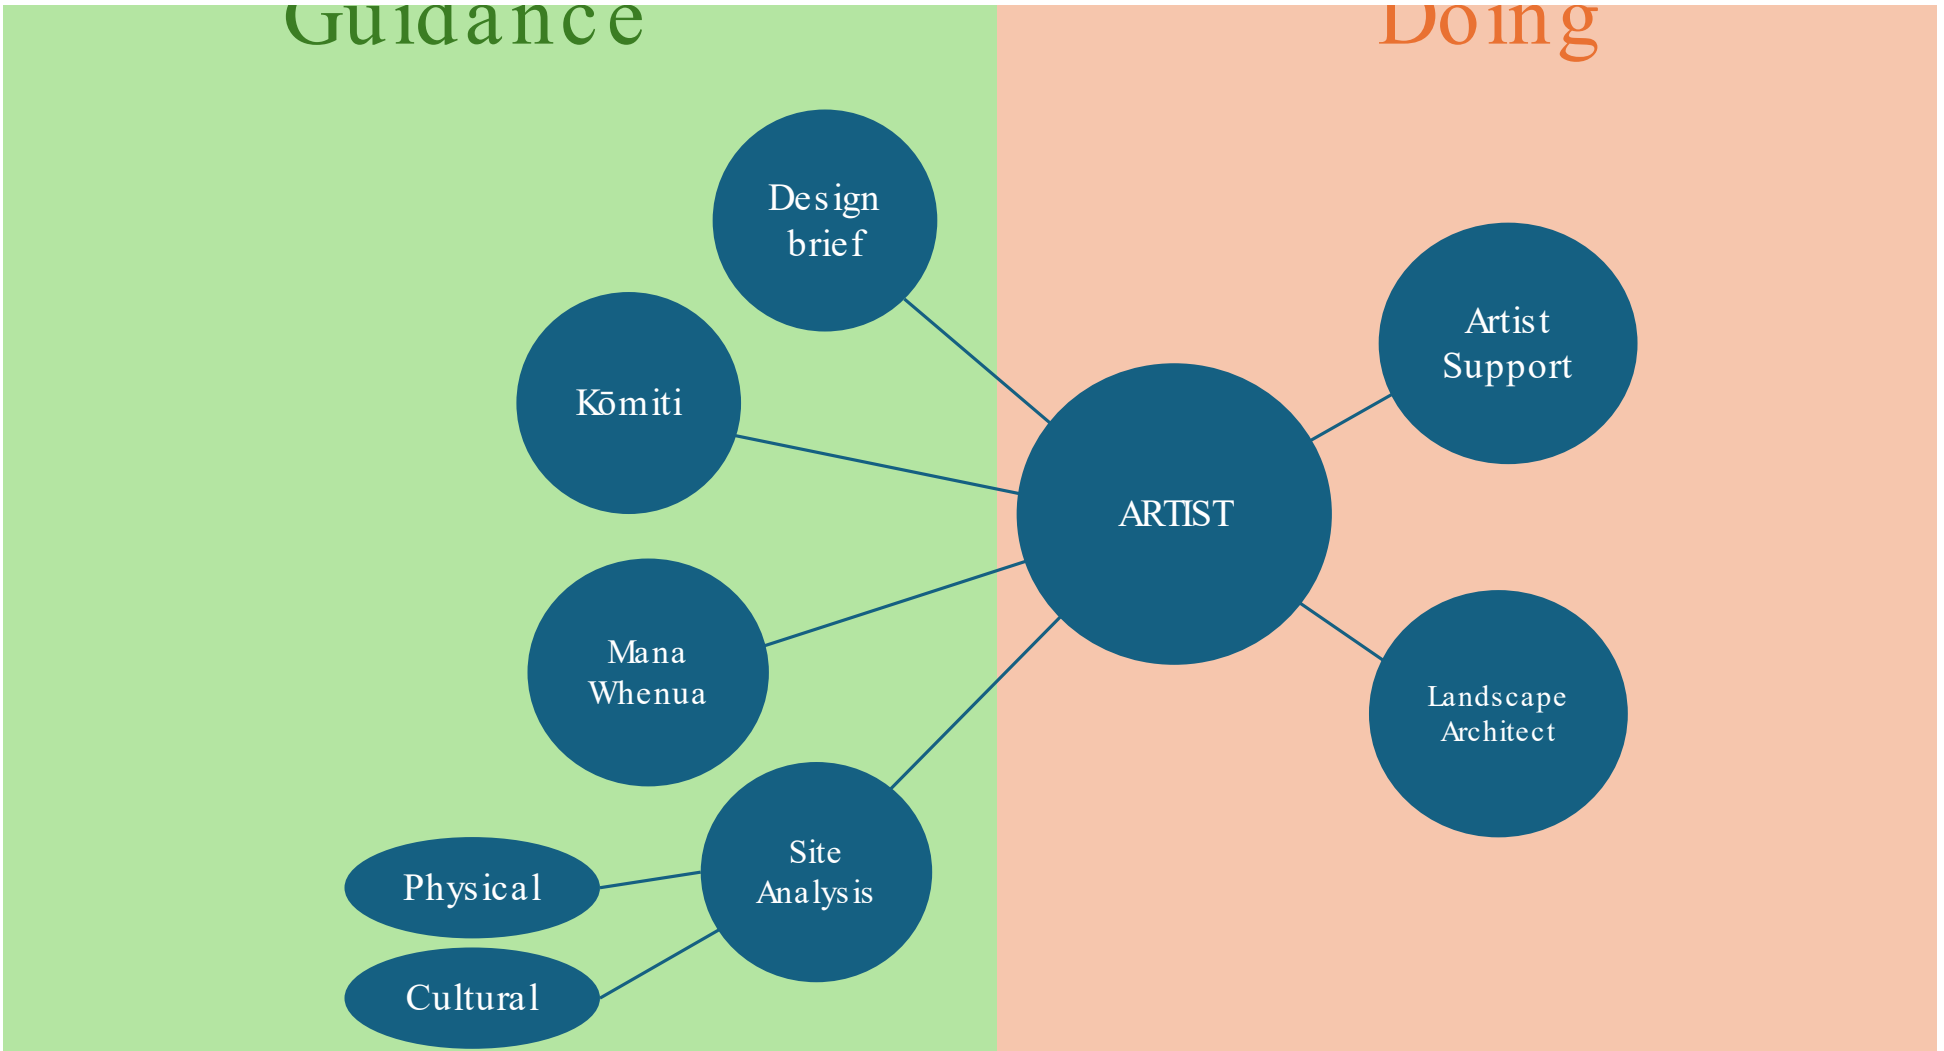 Guidance
Doing
Design
brief
Kōmiti
Artist
Support
ARTIST
Mana
Whenua
Landscape
Architect
Site
Analysis
Physical
Cultural